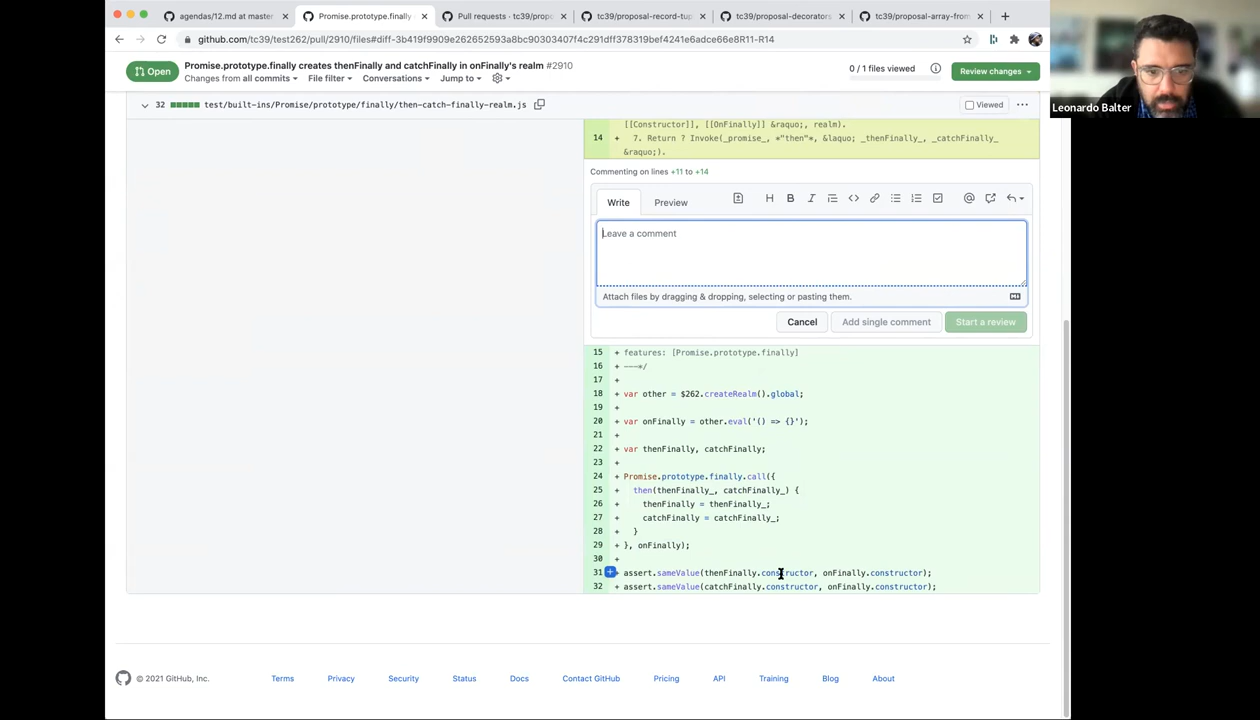 agendas/12.md at master
Promise.prototype.finally
Pull requests · tc39/propo
tc39/proposal-record-tup
tc39/proposal-decorators
tc39/proposal-array-from
github.com/tc39/test262/pull/2910/files#diff-3b419f9909e262652593a8bc90303407f4c291dff378319bef4241e6adce66e8R11-R14
Open
Promise.prototype.finally creates thenFinally and catchFinally in onFinally's realm #2910
Changes from all commits
File filter
Conversations
Jump to
0 / 1 files viewed
Review changes
Leonardo Balter
32
test/built-ins/Promise/prototype/finally/then-catch-finally-realm.js
Viewed
[[Constructor]], [[OnFinally]] &raquo;, realm).
14 + 7. Return ? Invoke(_promise_, *"then"*, &laquo; _thenFinally_, _catchFinally_
&raquo;).
Commenting on lines +11 to +14
Write
Preview
Leave a comment
Attach files by dragging & dropping, selecting or pasting them.
Cancel
Add single comment
Start a review
15 + features: [Promise.prototype.finally]
16 + ---*/
17 +
18 + var other = $262.createRealm().global;
19 +
20 + var onFinally = other.eval('() => {}');
21 +
22 + var thenFinally, catchFinally;
23 +
24 + Promise.prototype.finally.call({
25 + then(thenFinally_, catchFinally_) {
26 + thenFinally = thenFinally_;
27 + catchFinally = catchFinally_;
28 + }
29 + }, onFinally);
30 +
31 + assert.sameValue(thenFinally.constructor, onFinally.constructor);
32 + assert.sameValue(catchFinally.constructor, onFinally.constructor);
© 2021 GitHub, Inc.
Terms
Privacy
Security
Status
Docs
Contact GitHub
Pricing
API
Training
Blog
About